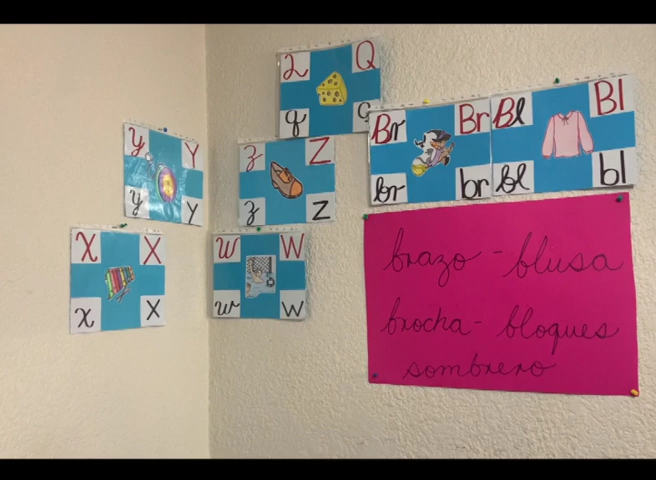 Q Q
q q
Br Br Bl Bl
br br bl bl
y Y
y Y
Z Z
z Z
X X
x X
W W
w W
brazo - blusa
brocha - bloques
sombrero